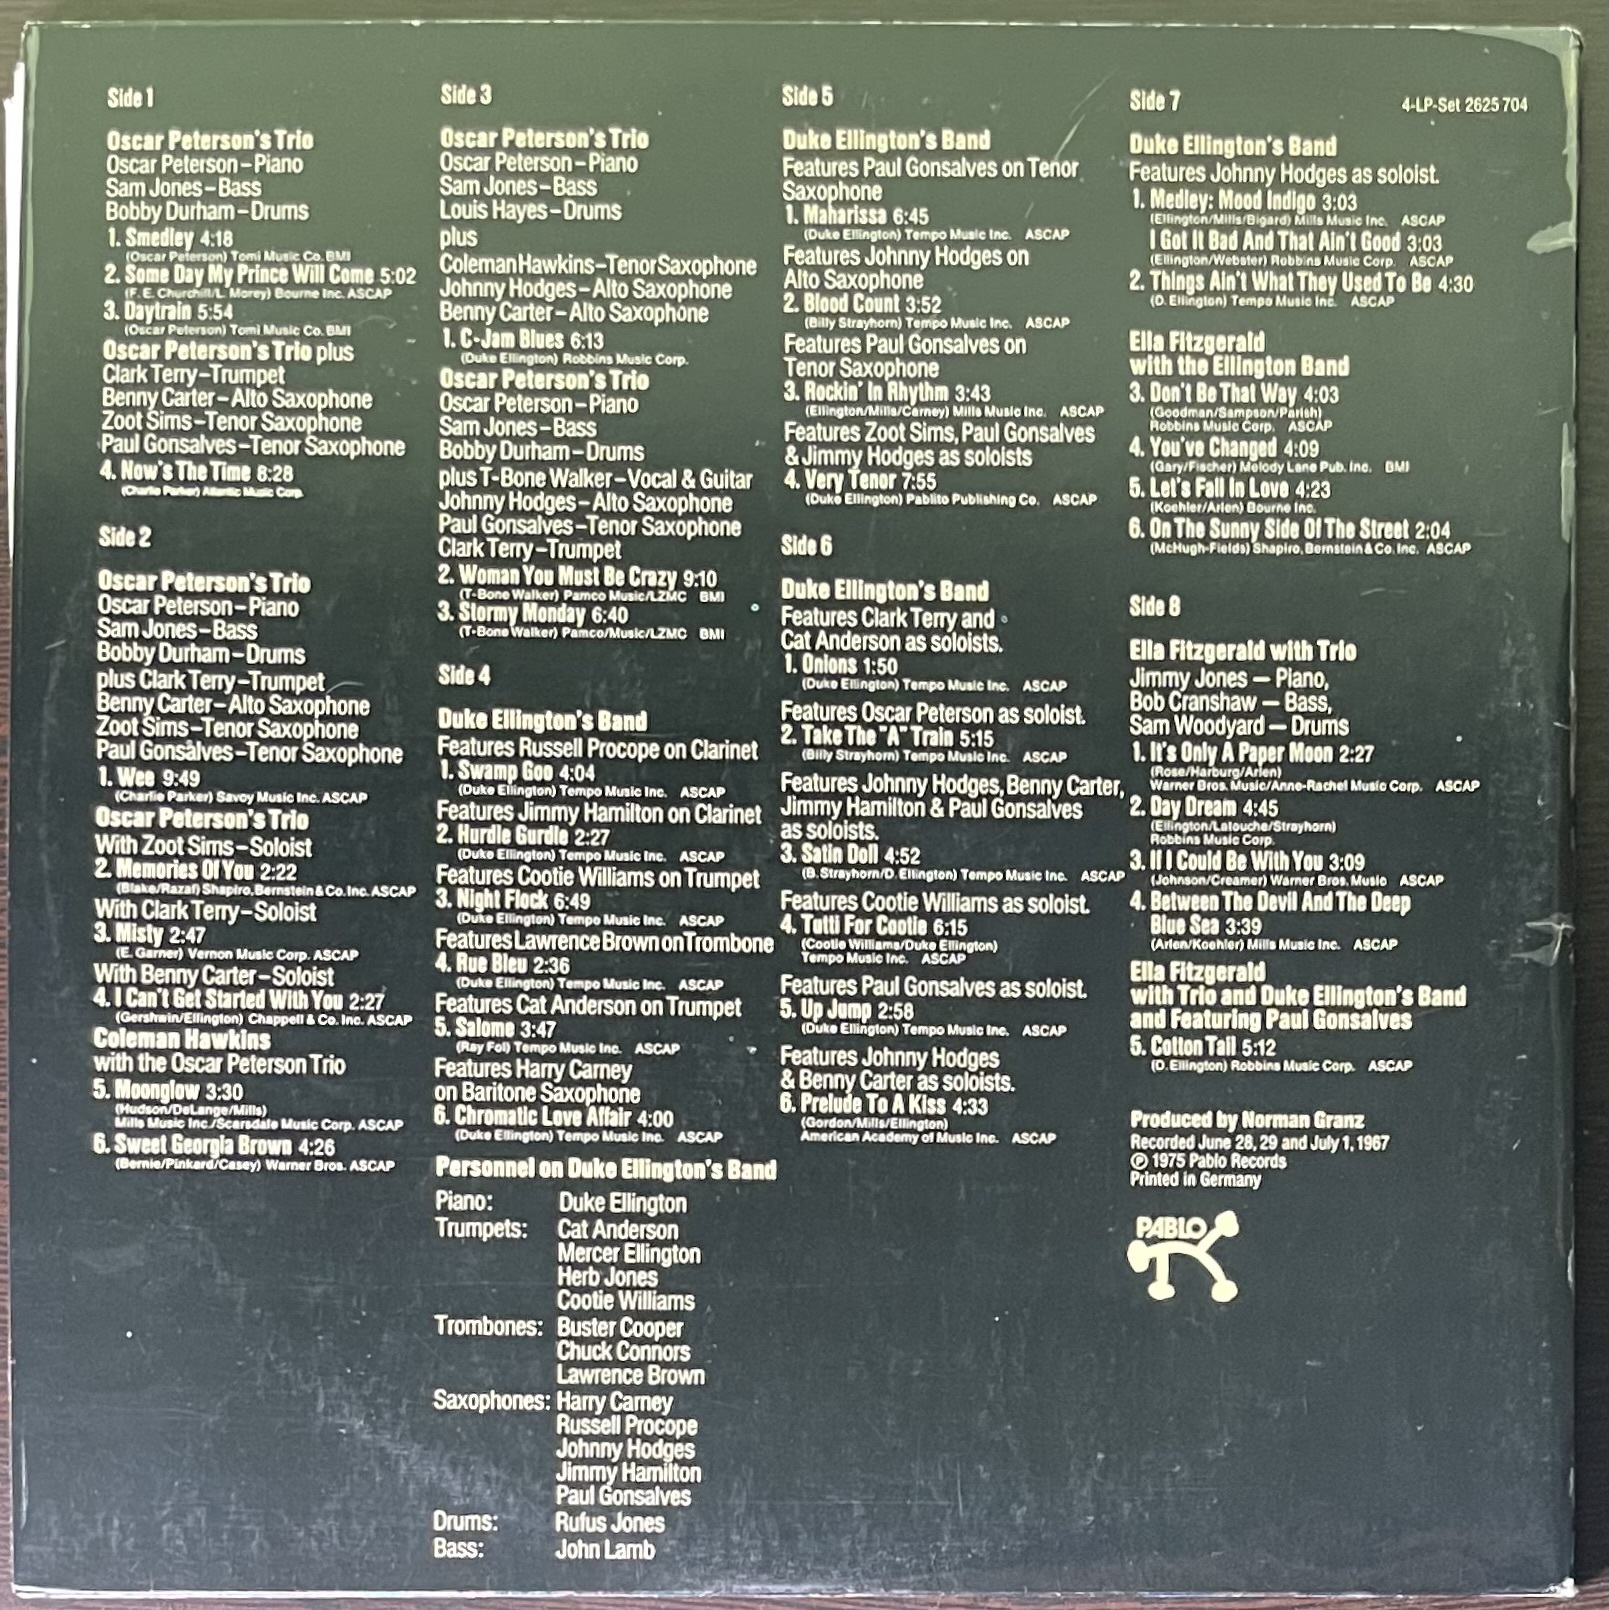 Side 1
Oscar Peterson's Trio
Oscar Peterson–Piano
Sam Jones–Bass
Bobby Durham–Drums
1. Smedley 4:18
(Oscar Peterson) Tomi Music Co. BMI
2. Some Day My Prince Will Come 5:02
(F. E. Churchill/L. Morey) Bourne Inc. ASCAP
3. Daytrain 5:54
(Oscar Peterson) Tomi Music Co. BMI
Oscar Peterson's Trio plus
Clark Terry–Trumpet
Benny Carter–Alto Saxophone
Zoot Sims–Tenor Saxophone
Paul Gonsalves–Tenor Saxophone
4. Now's The Time 8:28
(Charlie Parker) Atlantic Music Corp.
Side 2
Oscar Peterson's Trio
Oscar Peterson–Piano
Sam Jones–Bass
Bobby Durham–Drums
plus Clark Terry–Trumpet
Benny Carter–Alto Saxophone
Zoot Sims–Tenor Saxophone
Paul Gonsalves–Tenor Saxophone
1. Wee 9:49
(Charlie Parker) Savoy Music Inc. ASCAP
Oscar Peterson's Trio
With Zoot Sims–Soloist
2. Memories Of You 2:22
(Blake/Razaf) Shapiro, Bernstein & Co. Inc. ASCAP
With Clark Terry–Soloist
3. Misty 2:47
(E. Garner) Vernon Music Corp. ASCAP
With Benny Carter–Soloist
4. I Can't Get Started With You 2:27
(Gershwin/Ellington) Chappell & Co. Inc. ASCAP
Coleman Hawkins
with the Oscar Peterson Trio
5. Moonglow 3:30
(Hudson/DeLange/Mills)
Mills Music Inc./Scarsdale Music Corp. ASCAP
6. Sweet Georgia Brown 4:26
(Bernie/Pinkard/Casey) Warner Bros. ASCAP
Side 3
Oscar Peterson's Trio
Oscar Peterson–Piano
Sam Jones–Bass
Louis Hayes–Drums
plus
Coleman Hawkins–Tenor Saxophone
Johnny Hodges–Alto Saxophone
Benny Carter–Alto Saxophone
1. C-Jam Blues 6:13
(Duke Ellington) Robbins Music Corp.
Oscar Peterson's Trio
Oscar Peterson–Piano
Sam Jones–Bass
Bobby Durham–Drums
plus T-Bone Walker–Vocal & Guitar
Johnny Hodges–Alto Saxophone
Paul Gonsalves–Tenor Saxophone
Clark Terry–Trumpet
2. Woman You Must Be Crazy 9:10
(T-Bone Walker) Pamco Music/LZMC BMI
3. Stormy Monday 6:40
(T-Bone Walker) Pamco/Music/LZMC BMI
Side 4
Duke Ellington's Band
Features Russell Procope on Clarinet
1. Swamp Goo 4:04
(Duke Ellington) Tempo Music Inc. ASCAP
Features Jimmy Hamilton on Clarinet
2. Hurdle Gurdle 2:27
(Duke Ellington) Tempo Music Inc. ASCAP
Features Cootie Williams on Trumpet
3. Night Flock 6:49
(Duke Ellington) Tempo Music Inc. ASCAP
Features Lawrence Brown on Trombone
4. Rue Bleu 2:36
(Duke Ellington) Tempo Music Inc. ASCAP
Features Cat Anderson on Trumpet
5. Salome 3:47
(Ray Fol) Tempo Music Inc. ASCAP
Features Harry Carney
on Baritone Saxophone
6. Chromatic Love Affair 4:00
(Duke Ellington) Tempo Music Inc. ASCAP
Personnel on Duke Ellington's Band
Piano: Duke Ellington
Trumpets: Cat Anderson
Mercer Ellington
Herb Jones
Cootie Williams
Trombones: Buster Cooper
Chuck Connors
Lawrence Brown
Saxophones: Harry Carney
Russell Procope
Johnny Hodges
Jimmy Hamilton
Paul Gonsalves
Drums: Rufus Jones
Bass: John Lamb
Side 5
Duke Ellington's Band
Features Paul Gonsalves on Tenor
Saxophone
1. Maharissa 6:45
(Duke Ellington) Tempo Music Inc. ASCAP
Features Johnny Hodges on
Alto Saxophone
2. Blood Count 3:52
(Billy Strayhorn) Tempo Music Inc. ASCAP
Features Paul Gonsalves on
Tenor Saxophone
3. Rockin' In Rhythm 3:43
(Ellington/Mills/Carney) Mills Music Inc. ASCAP
Features Zoot Sims, Paul Gonsalves
& Jimmy Hodges as soloists
4. Very Tenor 7:55
(Duke Ellington) Pablito Publishing Co. ASCAP
Side 6
Duke Ellington's Band
Features Clark Terry and
Cat Anderson as soloists.
1. Onions 1:50
(Duke Ellington) Tempo Music Inc. ASCAP
Features Oscar Peterson as soloist.
2. Take The "A" Train 5:15
(Billy Strayhorn) Tempo Music Inc. ASCAP
Features Johnny Hodges, Benny Carter,
Jimmy Hamilton & Paul Gonsalves
as soloists.
3. Satin Doll 4:52
(B. Strayhorn/D. Ellington) Tempo Music Inc. ASCAP
Features Cootie Williams as soloist.
4. Tutti For Cootie 6:15
(Cootie Williams/Duke Ellington)
Tempo Music Inc. ASCAP
Features Paul Gonsalves as soloist.
5. Up Jump 2:58
(Duke Ellington) Tempo Music Inc. ASCAP
Features Johnny Hodges
& Benny Carter as soloists.
6. Prelude To A Kiss 4:33
(Gordon/Mills/Ellington)
American Academy of Music Inc. ASCAP
Side 7
4-LP-Set 2625 704
Duke Ellington's Band
Features Johnny Hodges as soloist.
1. Medley: Mood Indigo 3:03
(Ellington/Mills/Bigard) Mills Music Inc. ASCAP
I Got It Bad And That Ain't Good 3:03
(Ellington/Webster) Robbins Music Corp. ASCAP
2. Things Ain't What They Used To Be 4:30
(D. Ellington) Tempo Music Inc. ASCAP
Ella Fitzgerald
with the Ellington Band
3. Don't Be That Way 4:03
(Goodman/Sampson/Parish)
Robbins Music Corp. ASCAP
4. You've Changed 4:09
(Gary/Fischer) Melody Lane Pub. Inc. BMI
5. Let's Fall In Love 4:23
(Koehler/Arlen) Bourne Inc.
6. On The Sunny Side Of The Street 2:04
(McHugh-Fields) Shapiro, Bernstein & Co. Inc. ASCAP
Side 8
Ella Fitzgerald with Trio
Jimmy Jones – Piano,
Bob Cranshaw – Bass,
Sam Woodyard – Drums
1. It's Only A Paper Moon 2:27
(Rose/Harburg/Arlen)
Warner Bros. Music/Anne-Rachel Music Corp. ASCAP
2. Day Dream 4:45
(Ellington/Latouche/Strayhorn)
Robbins Music Corp.
3. If I Could Be With You 3:09
(Johnson/Creamer) Warner Bros. Music ASCAP
4. Between The Devil And The Deep
Blue Sea 3:39
(Arlen/Koehler) Mills Music Inc. ASCAP
Ella Fitzgerald
with Trio and Duke Ellington's Band
and Featuring Paul Gonsalves
5. Cotton Tail 5:12
(D. Ellington) Robbins Music Corp. ASCAP
Produced by Norman Granz
Recorded June 28, 29 and July 1, 1967
℗ 1975 Pablo Records
Printed in Germany
PABLO